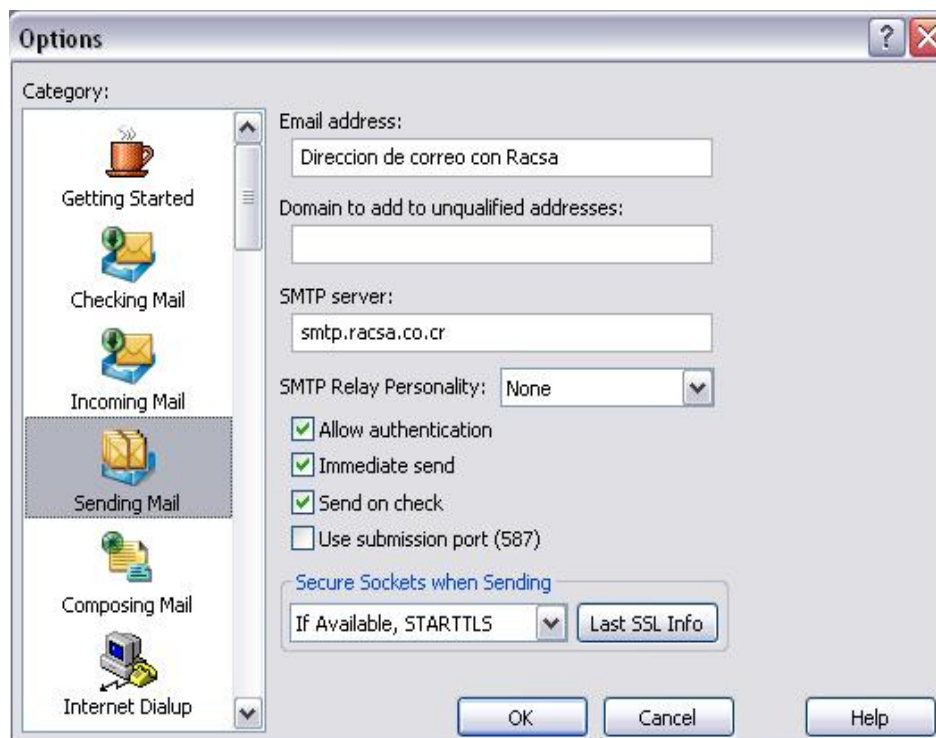 Options
Category:
Getting Started
Checking Mail
Incoming Mail
Sending Mail
Composing Mail
Internet Dialup
Email address:
Direccion de correo con Racsa
Domain to add to unqualified addresses:
SMTP server:
smtp.racsa.co.cr
SMTP Relay Personality: None
Allow authentication
Immediate send
Send on check
Use submission port (587)
Secure Sockets when Sending
If Available, STARTTLS Last SSL Info
OK Cancel Help